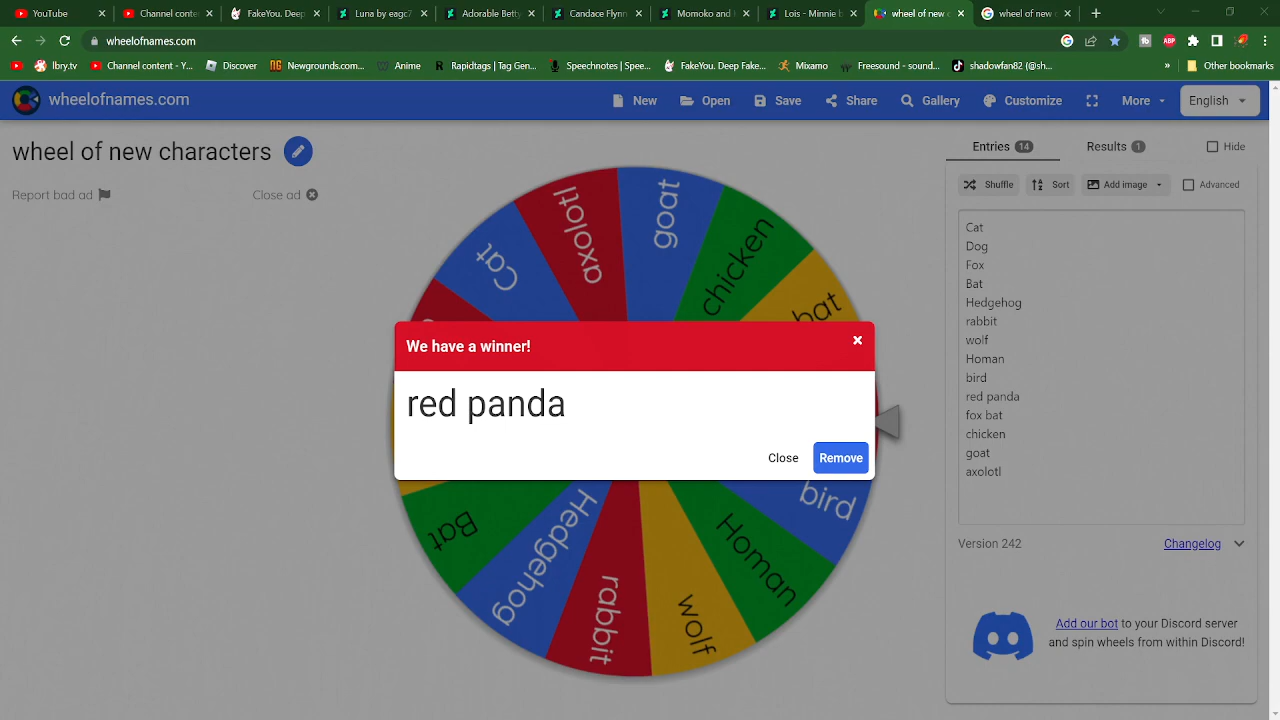 YouTube
Channel conten
FakeYou. Deep
Luna by eagc7
Adorable Betty
Candace Flynn
Momoko and
Lois - Minnie b
wheel of new c
wheel of new c
wheelofnames.com
lbry.tv
Channel content - Y...
Discover
Newgrounds.com...
Anime
Rapidtags | Tag Gen...
Speechnotes | Spee...
FakeYou. Deep Fake...
Mixamo
Freesound - sound...
shadowfan82 (@sh...
»
Other bookmarks
wheelofnames.com
New
Open
Save
Share
Gallery
Customize
More
English
wheel of new characters
Report bad ad
Close ad
Entries 14
Results 1
Hide
Shuffle
Sort
Add image
Advanced
Cat
Dog
Fox
Bat
Hedgehog
rabbit
wolf
Homan
bird
red panda
fox bat
chicken
goat
axolotl
Version 242
Changelog
Add our bot to your Discord server
and spin wheels from within Discord!
Cat
axolotl
goat
chicken
bat
We have a winner!
red panda
Close
Remove
bird
Homan
wolf
rabbit
Hedgehog
Bat